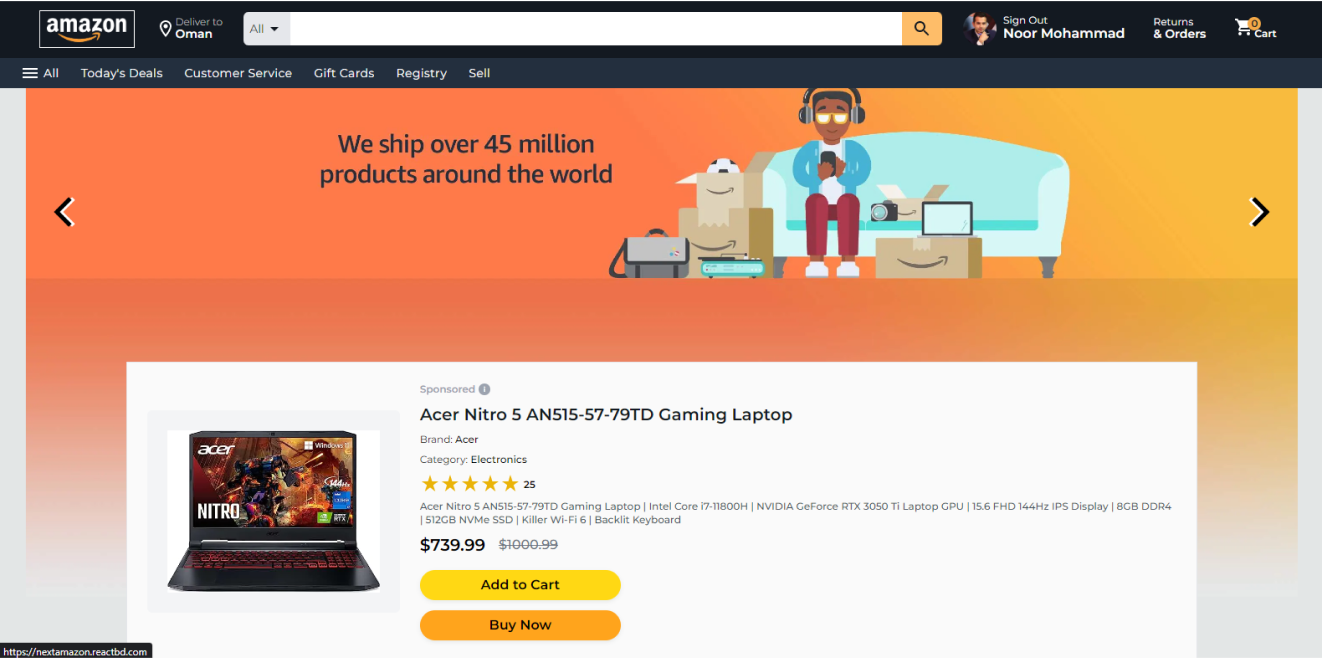 amazon
Deliver to
Oman
All
Sign Out
Noor Mohammad
Returns
& Orders
0
Cart
All
Today's Deals
Customer Service
Gift Cards
Registry
Sell
We ship over 45 million
products around the world
Sponsored
Acer Nitro 5 AN515-57-79TD Gaming Laptop
Brand: Acer
Category: Electronics
25
Acer Nitro 5 AN515-57-79TD Gaming Laptop | Intel Core i7-11800H | NVIDIA GeForce RTX 3050 Ti Laptop GPU | 15.6 FHD 144Hz IPS Display | 8GB DDR4
| 512GB NVMe SSD | Killer Wi-Fi 6 | Backlit Keyboard
$739.99 $1000.99
Add to Cart
Buy Now
acer
144Hz
NITRO
RTX
https://nextamazon.reactbd.com